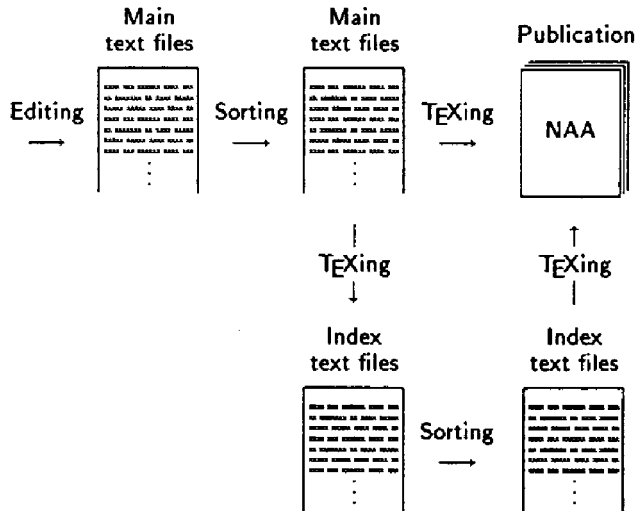 Main
text files
Main
text files
Publication
Editing
Sorting
TEXing
NAA
TEXing
TEXing
Index
text files
Index
text files
Sorting